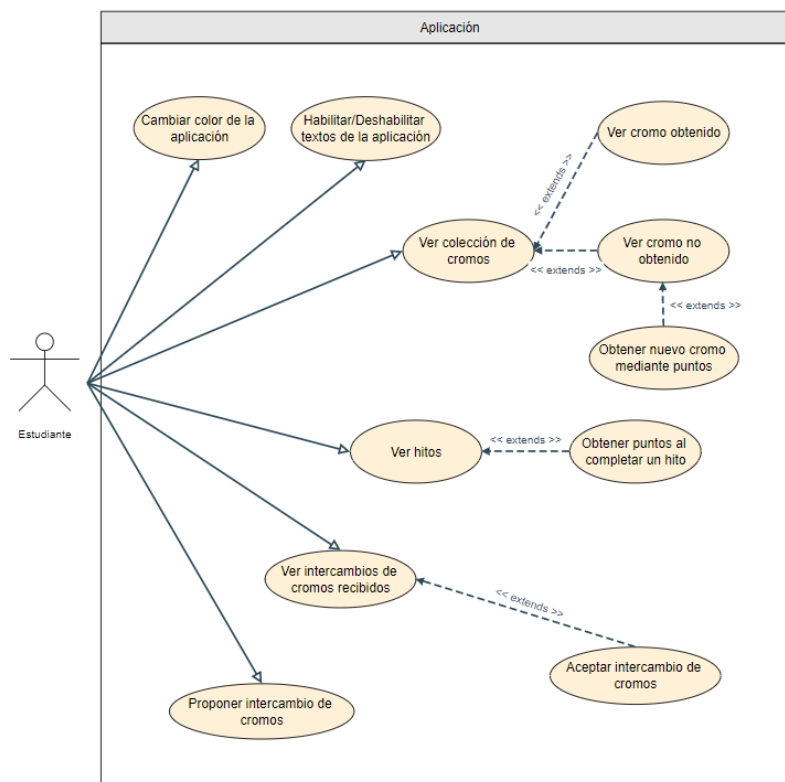 Aplicación
Cambiar color de la
aplicación
Habilitar/Deshabilitar
textos de la aplicación
Ver cromo obtenido
<< extends >>
Ver colección de
cromos
<< extends >>
Ver cromo no
obtenido
<< extends >>
Obtener nuevo cromo
mediante puntos
Estudiante
Ver hitos
<< extends >>
Obtener puntos al
completar un hito
Ver intercambios de
cromos recibidos
<< extends >>
Aceptar intercambio de
cromos
Proponer intercambio de
cromos